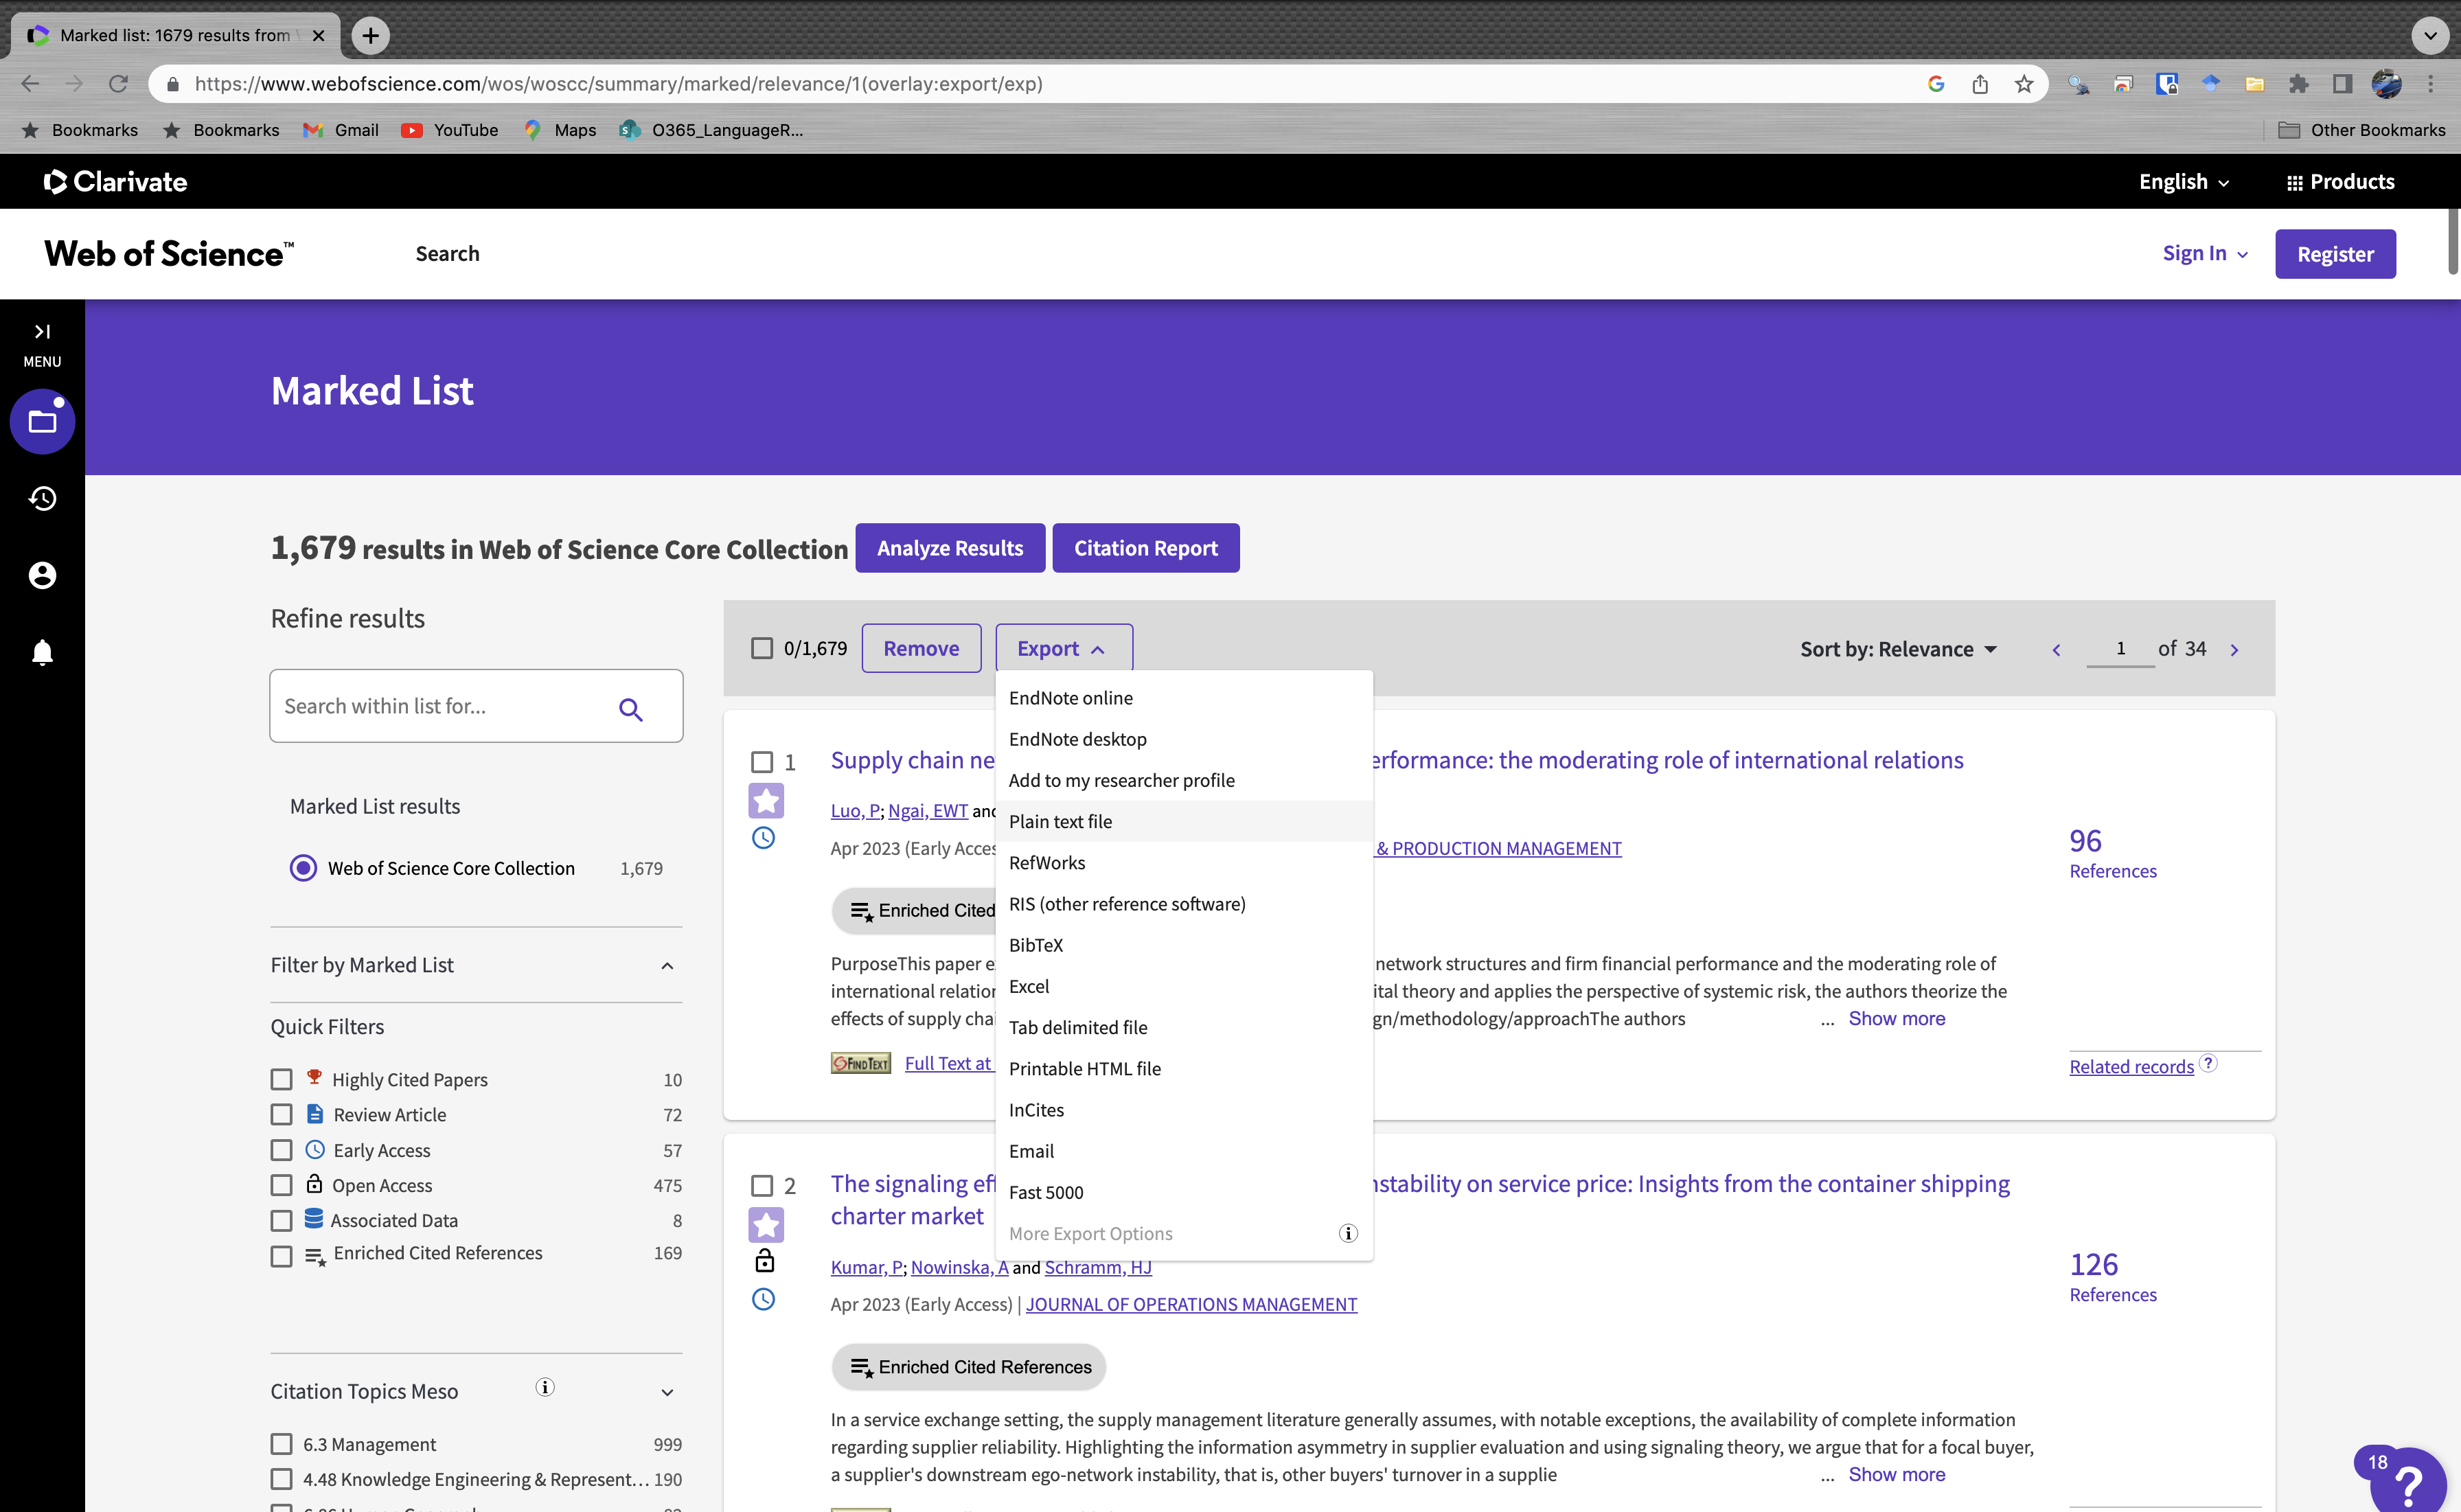 Marked list: 1679 results from
https://www.webofscience.com/wos/woscc/summary/marked/relevance/1(overlay:export/exp)
Bookmarks Bookmarks Gmail YouTube Maps O365_LanguageR... Other Bookmarks
Clarivate English Products
Web of Science™ Search Sign In Register
MENU
Marked List
1,679 results in Web of Science Core Collection Analyze Results Citation Report
Refine results
Search within list for...
Marked List results
Web of Science Core Collection 1,679
Filter by Marked List
Quick Filters
Highly Cited Papers 10
Review Article 72
Early Access 57
Open Access 475
Associated Data 8
Enriched Cited References 169
Citation Topics Meso
6.3 Management 999
4.48 Knowledge Engineering & Represent... 190
0/1,679 Remove Export Sort by: Relevance 1 of 34
EndNote online
EndNote desktop
Add to my researcher profile
Plain text file
RefWorks
RIS (other reference software)
BibTeX
Excel
Tab delimited file
Printable HTML file
InCites
Email
Fast 5000
More Export Options
1 Supply chain ne erformance: the moderating role of international relations
Luo, P; Ngai, EWT and
Apr 2023 (Early Acces & PRODUCTION MANAGEMENT
96
References
Enriched Cited
PurposeThis paper e network structures and firm financial performance and the moderating role of
international relation ital theory and applies the perspective of systemic risk, the authors theorize the
effects of supply chai gn/methodology/approachThe authors ... Show more
FINDTEXT Full Text at
Related records ?
2 The signaling eff nstability on service price: Insights from the container shipping
charter market
Kumar, P; Nowinska, A and Schramm, HJ
Apr 2023 (Early Access) | JOURNAL OF OPERATIONS MANAGEMENT
126
References
Enriched Cited References
In a service exchange setting, the supply management literature generally assumes, with notable exceptions, the availability of complete information
regarding supplier reliability. Highlighting the information asymmetry in supplier evaluation and using signaling theory, we argue that for a focal buyer,
a supplier's downstream ego-network instability, that is, other buyers' turnover in a supplie ... Show more
18
?